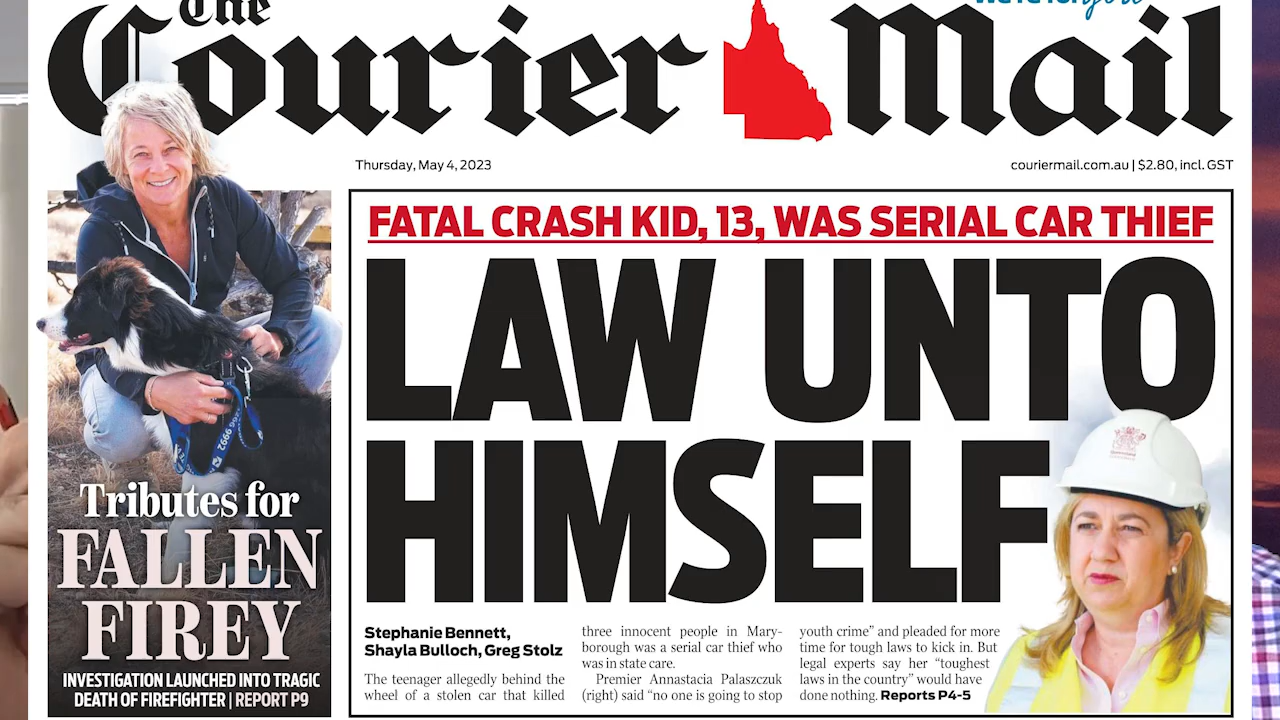 The
We're for you
Courier Mail
Thursday, May 4, 2023
couriermail.com.au | $2.80, incl. GST
FATAL CRASH KID, 13, WAS SERIAL CAR THIEF
LAW UNTO
HIMSELF
Stephanie Bennett,
Shayla Bulloch, Greg Stolz
The teenager allegedly behind the
wheel of a stolen car that killed
three innocent people in Mary-
borough was a serial car thief who
was in state care.
Premier Annastacia Palaszczuk
(right) said “no one is going to stop
youth crime” and pleaded for more
time for tough laws to kick in. But
legal experts say her “toughest
laws in the country” would have
done nothing. Reports P4-5
Tributes for
FALLEN
FIREY
INVESTIGATION LAUNCHED INTO TRAGIC
DEATH OF FIREFIGHTER | REPORT P9